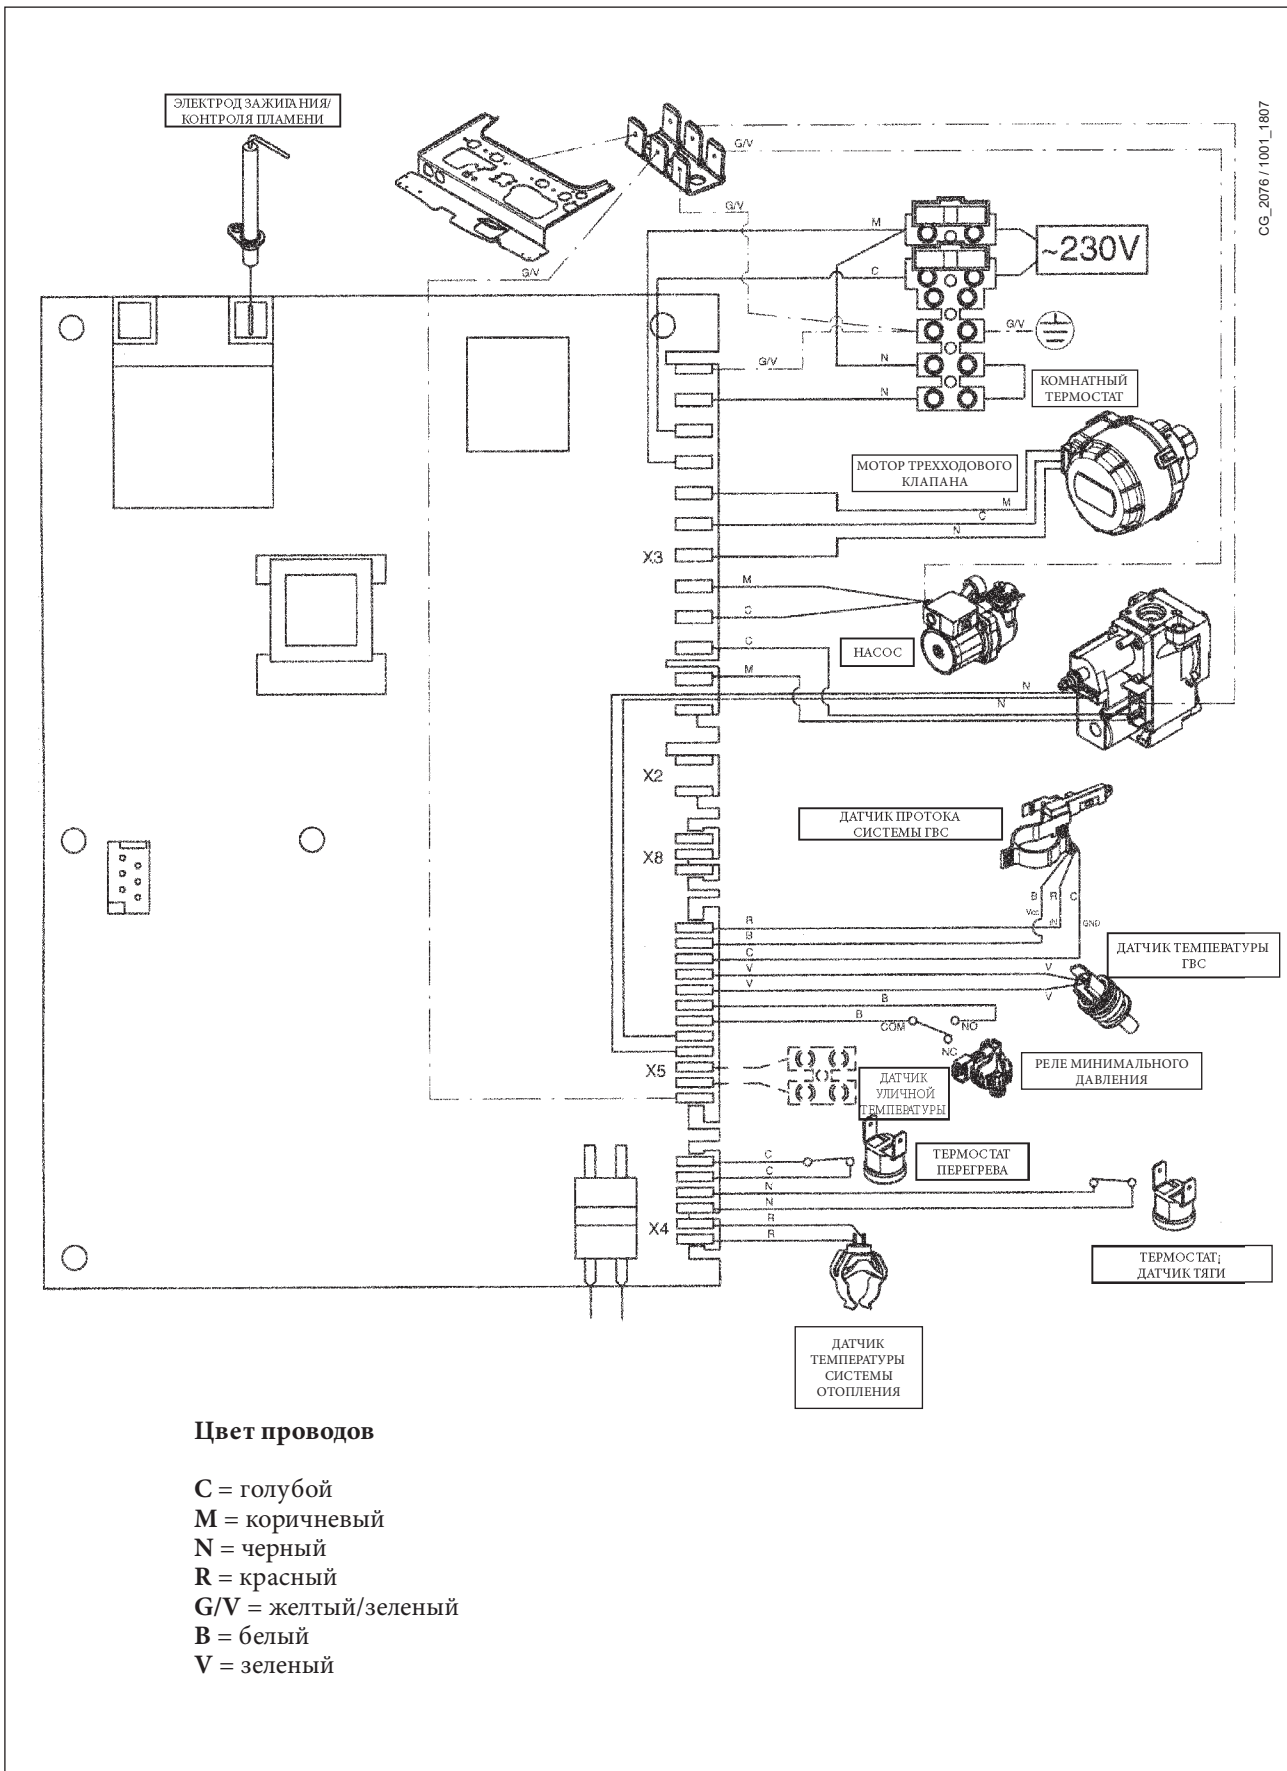 ЭЛЕКТРОД ЗАЖИГАНИЯ/
КОНТРОЛЯ ПЛАМЕНИ
CG_2076 / 1001_1807
G/V
G/V
G/V
M
~230V
C
G/V
G/V
N
КОМНАТНЫЙ
ТЕРМОСТАТ
N
МОТОР ТРЕХХОДОВОГО
КЛАПАНА
M
C
N
X3
M
C
НАСОС
C
M
N
N
X2
ДАТЧИК ПРОТОКА
СИСТЕМЫ ГВС
X8
B R C
Vcc
IN
GND
R
B
C
V
V
ДАТЧИК ТЕМПЕРАТУРЫ
ГВС
V
V
B
B
COM
NO
NC
РЕЛЕ МИНИМАЛЬНОГО
ДАВЛЕНИЯ
X5
ДАТЧИК
УЛИЧНОЙ
ТЕМПЕРАТУРЫ
C
C
ТЕРМОСТАТ
ПЕРЕГРЕВА
N
N
R
R
X4
ТЕРМОСТАТ¡
ДАТЧИК ТЯГИ
ДАТЧИК
ТЕМПЕРАТУРЫ
СИСТЕМЫ
ОТОПЛЕНИЯ
Цвет проводов
C = голубой
M = коричневый
N = черный
R = красный
G/V = желтый/зеленый
B = белый
V = зеленый